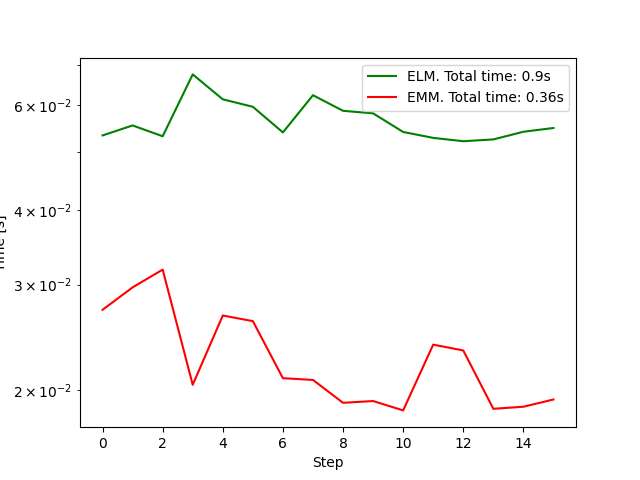 ELM. Total time: 0.9s
EMM. Total time: 0.36s
6 × 10⁻²
4 × 10⁻²
3 × 10⁻²
2 × 10⁻²
0 2 4 6 8 10 12 14
Step